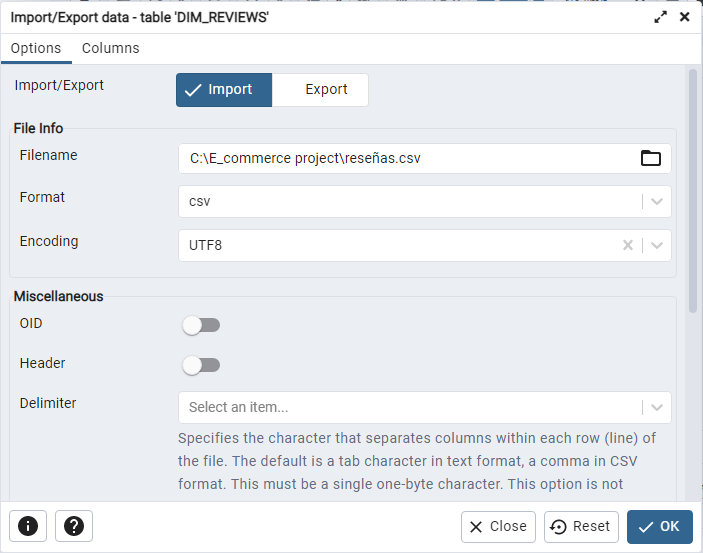 Import/Export data - table 'DIM_REVIEWS'
Options Columns
Import/Export Import Export
File Info
Filename C:\E_commerce project\reseñas.csv
Format csv
Encoding UTF8
Miscellaneous
OID
Header
Delimiter Select an item...
Specifies the character that separates columns within each row (line) of
the file. The default is a tab character in text format, a comma in CSV
format. This must be a single one-byte character. This option is not
Close Reset OK